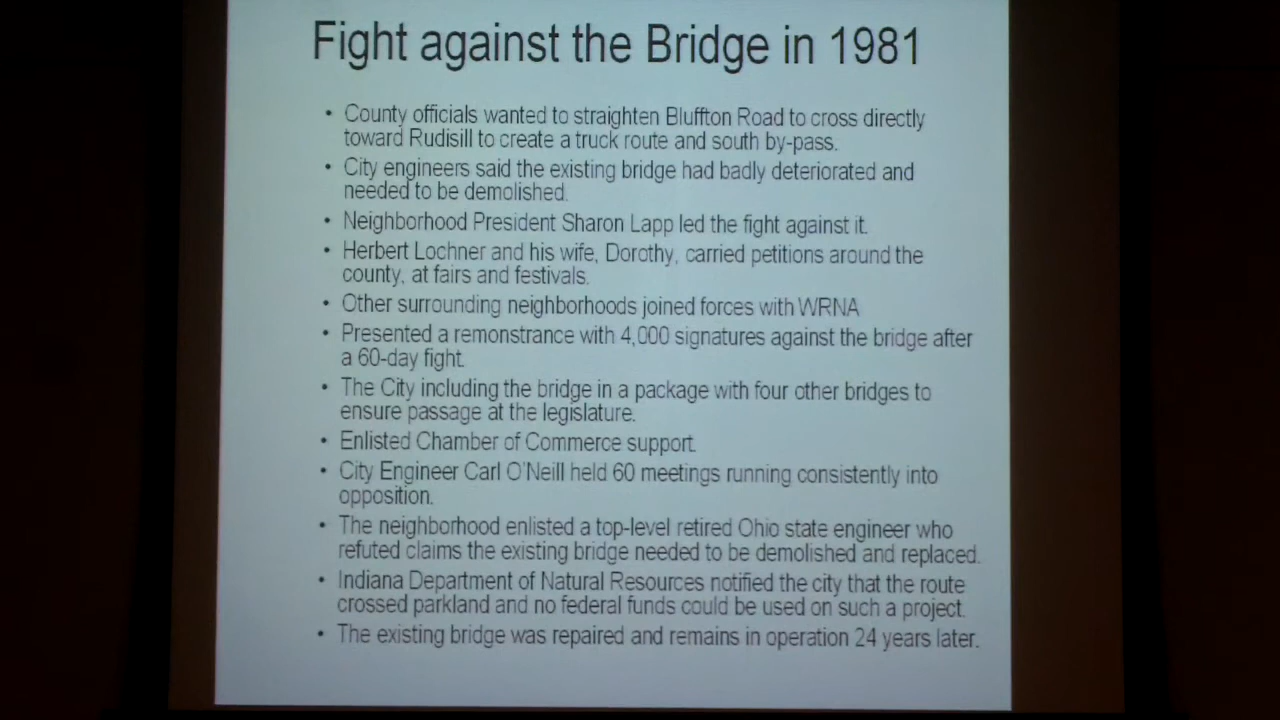 Fight against the Bridge in 1981
• County officials wanted to straighten Bluffton Road to cross directly
toward Rudisill to create a truck route and south by-pass.
• City engineers said the existing bridge had badly deteriorated and
needed to be demolished.
• Neighborhood President Sharon Lapp led the fight against it.
• Herbert Lochner and his wife, Dorothy, carried petitions around the
county, at fairs and festivals.
• Other surrounding neighborhoods joined forces with WRNA
• Presented a remonstrance with 4,000 signatures against the bridge after
a 60-day fight.
• The City including the bridge in a package with four other bridges to
ensure passage at the legislature.
• Enlisted Chamber of Commerce support.
• City Engineer Carl O'Neill held 60 meetings running consistently into
opposition.
• The neighborhood enlisted a top-level retired Ohio state engineer who
refuted claims the existing bridge needed to be demolished and replaced.
• Indiana Department of Natural Resources notified the city that the route
crossed parkland and no federal funds could be used on such a project.
• The existing bridge was repaired and remains in operation 24 years later.